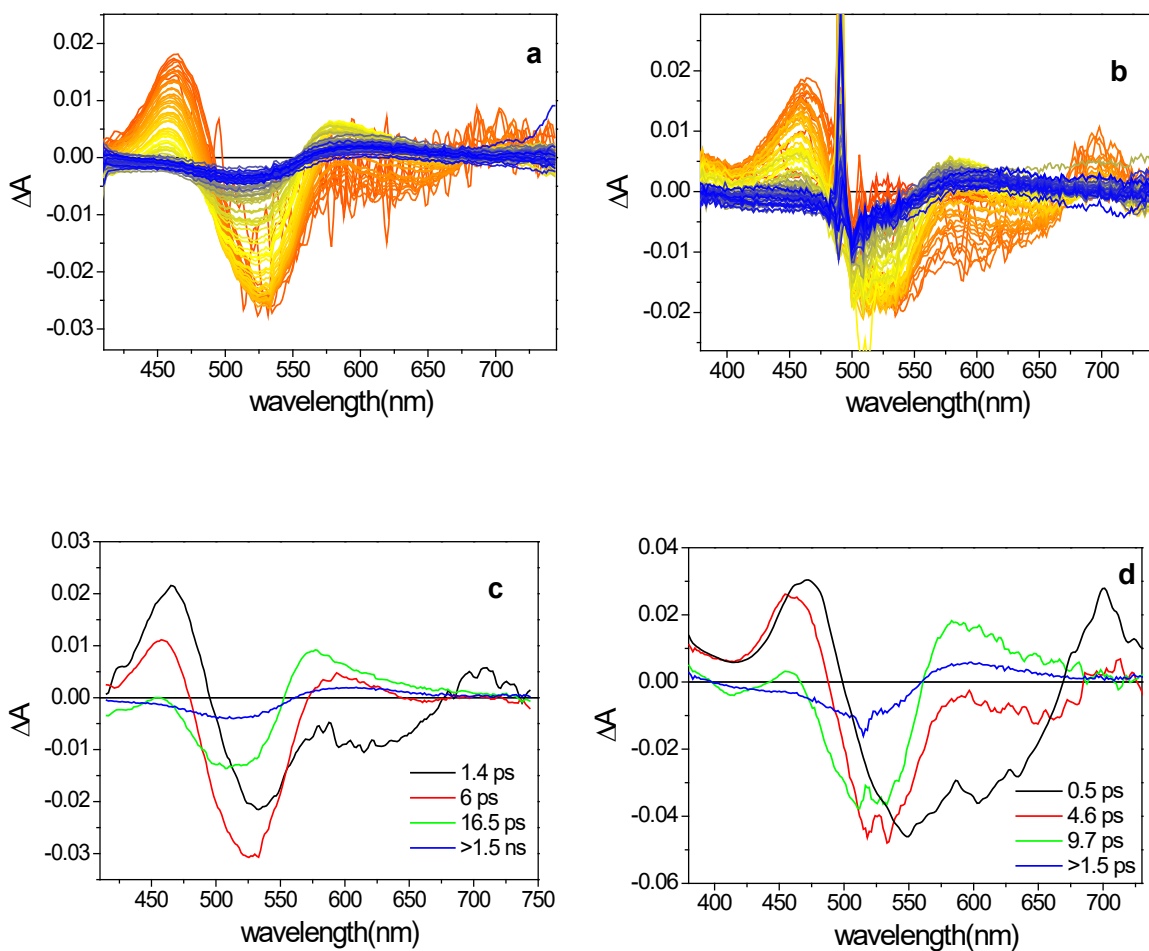 a
0.02
0.01
0.00
-0.01
-0.02
-0.03
ΔA
450 500 550 600 650 700
wavelength(nm)
b
0.02
0.01
0.00
-0.01
-0.02
ΔA
400 450 500 550 600 650 700
wavelength(nm)
c
0.03
0.02
0.01
0.00
-0.01
-0.02
-0.03
ΔA
1.4 ps
6 ps
16.5 ps
>1.5 ns
450 500 550 600 650 700 750
wavelength(nm)
d
0.04
0.02
0.00
-0.02
-0.04
-0.06
ΔA
0.5 ps
4.6 ps
9.7 ps
>1.5 ps
400 450 500 550 600 650 700
wavelength(nm)